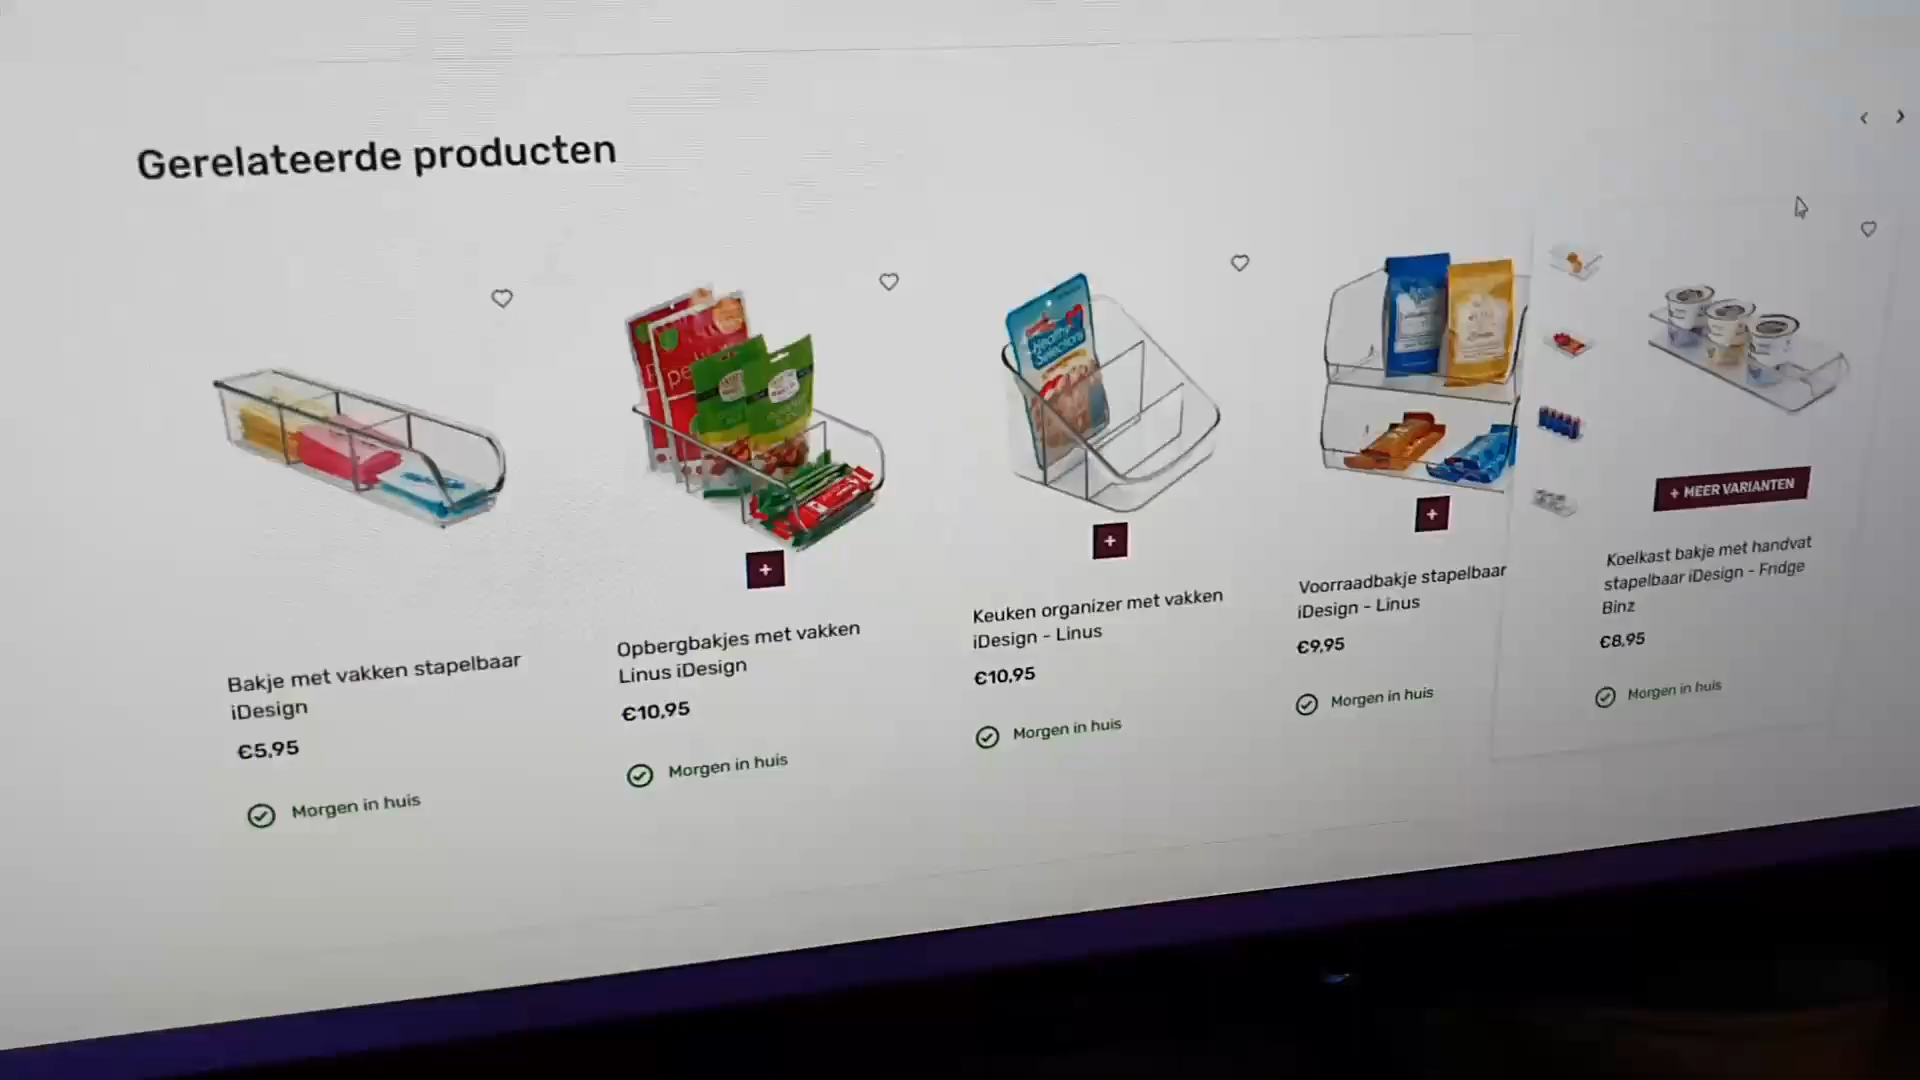 Gerelateerde producten
Healthy
Selections
+
+
+
+ MEER VARIANTEN
Bakje met vakken stapelbaar
iDesign
€5,95
Morgen in huis
Opbergbakjes met vakken
Linus iDesign
€10,95
Morgen in huis
Keuken organizer met vakken
iDesign - Linus
€10,95
Morgen in huis
Voorraadbakje stapelbaar
iDesign - Linus
€9,95
Morgen in huis
Koelkast bakje met handvat
stapelbaar iDesign - Fridge
Binz
€8,95
Morgen in huis